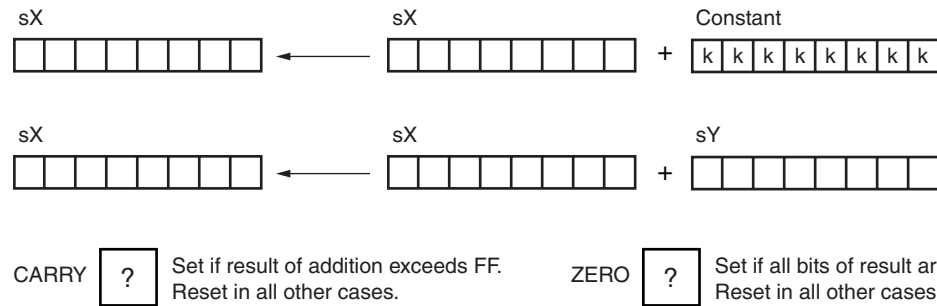 sX sX Constant
+ k k k k k k k k
sX sX sY
+
CARRY ? Set if result of addition exceeds FF.
Reset in all other cases.
ZERO ? Set if all bits of result ar
Reset in all other cases